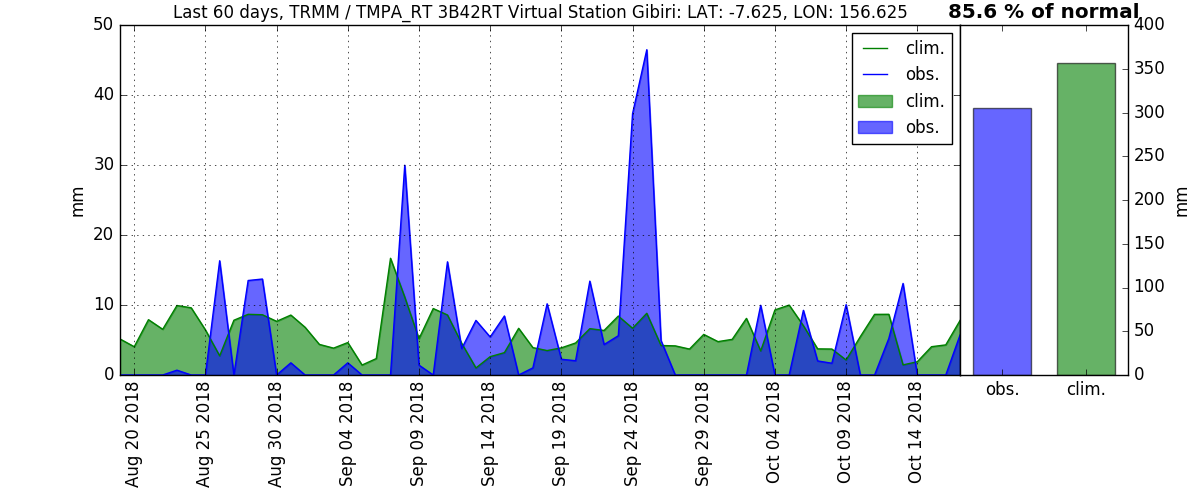 Last 60 days, TRMM / TMPA_RT 3B42RT Virtual Station Gibiri: LAT: -7.625, LON: 156.625
85.6 % of normal
50
40
30
20
10
0
mm
clim.
obs.
clim.
obs.
400
350
300
250
200
150
100
50
0
mm
obs.
clim.
Aug 20 2018
Aug 25 2018
Aug 30 2018
Sep 04 2018
Sep 09 2018
Sep 14 2018
Sep 19 2018
Sep 24 2018
Sep 29 2018
Oct 04 2018
Oct 09 2018
Oct 14 2018